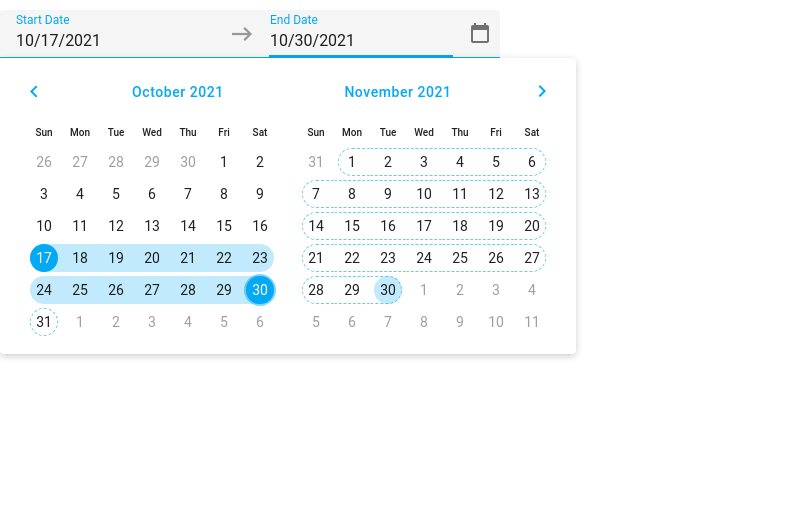 Start Date End Date
10/17/2021 10/30/2021
October 2021 November 2021
Sun Mon Tue Wed Thu Fri Sat Sun Mon Tue Wed Thu Fri Sat
26 27 28 29 30 1 2 31 1 2 3 4 5 6
3 4 5 6 7 8 9 7 8 9 10 11 12 13
10 11 12 13 14 15 16 14 15 16 17 18 19 20
17 18 19 20 21 22 23 21 22 23 24 25 26 27
24 25 26 27 28 29 30 28 29 30 1 2 3 4
31 1 2 3 4 5 6 5 6 7 8 9 10 11